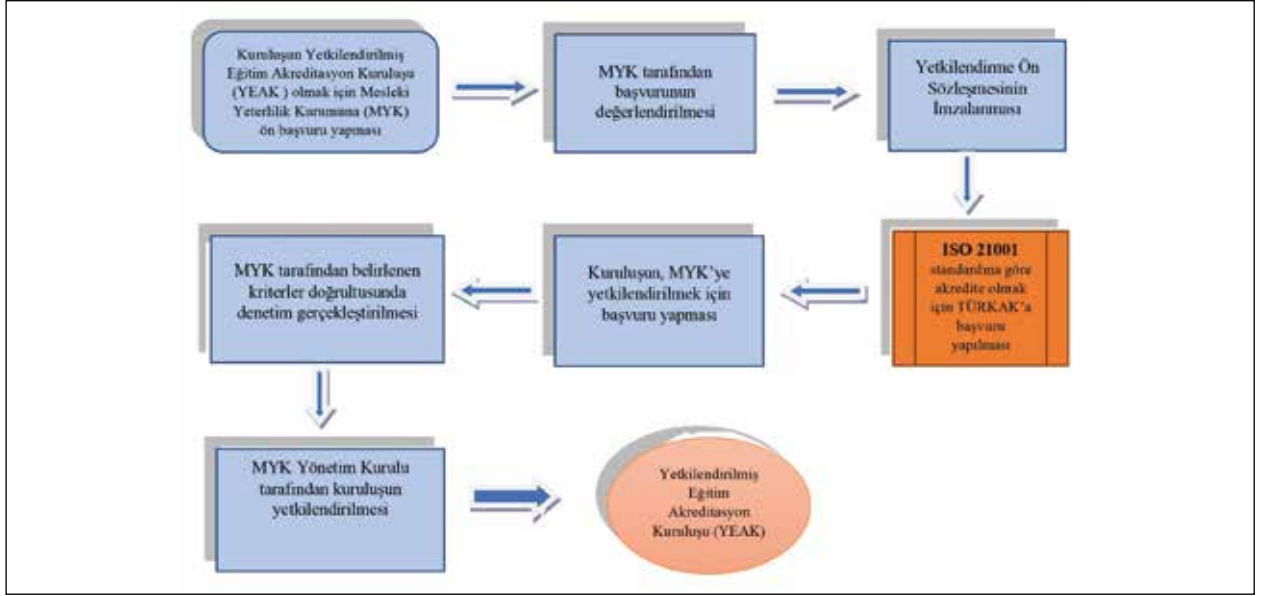 Kuruluşun Yetkilendirilmiş
Eğitim Akreditasyon Kuruluşu
(YEAK ) olmak için Mesleki
Yeterlilik Kurumuna (MYK)
ön başvuru yapması
MYK tarafından
başvurunun
değerlendirilmesi
Yetkilendirme Ön
Sözleşmesinin
İmzalanması
ISO 21001
standardına göre
akredite olmak
için TÜRKAK'a
başvuru
yapılması
Kuruluşun, MYK'ye
yetkilendirilmek için
başvuru yapması
MYK tarafından belirlenen
kriterler doğrultusunda
denetim gerçekleştirilmesi
MYK Yönetim Kurulu
tarafından kuruluşun
yetkilendirilmesi
Yetkilendirilmiş
Eğitim
Akreditasyon
Kuruluşu (YEAK)